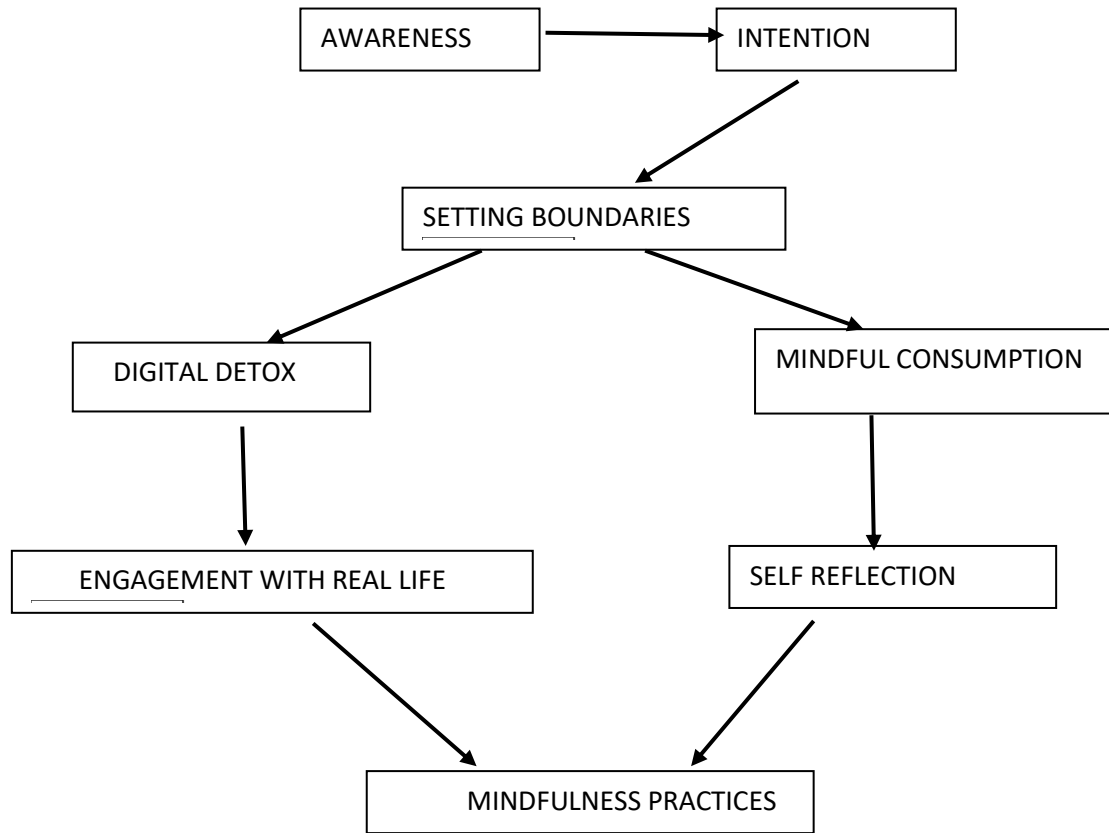 AWARENESS
INTENTION
SETTING BOUNDARIES
DIGITAL DETOX
MINDFUL CONSUMPTION
ENGAGEMENT WITH REAL LIFE
SELF REFLECTION
MINDFULNESS PRACTICES